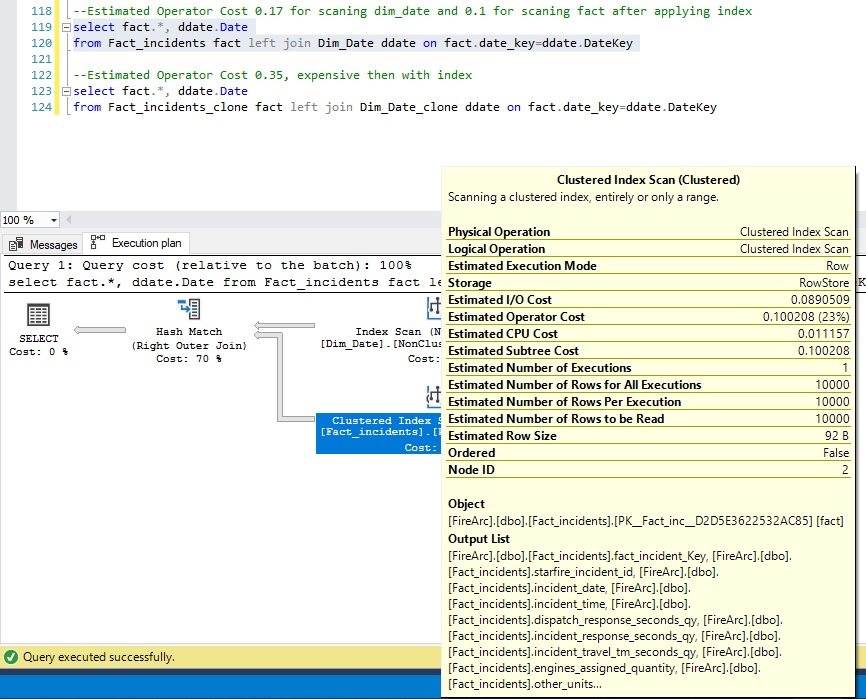 118 --Estimated Operator Cost 0.17 for scaning dim_date and 0.1 for scaning fact after applying index
119 select fact.*, ddate.Date
120 from Fact_incidents fact left join Dim_Date ddate on fact.date_key=ddate.DateKey
121
122 --Estimated Operator Cost 0.35, expensive then with index
123 select fact.*, ddate.Date
124 from Fact_incidents_clone fact left join Dim_Date_clone ddate on fact.date_key=ddate.DateKey
100 %
Messages Execution plan
Query 1: Query cost (relative to the batch): 100%
select fact.*, ddate.Date from Fact_incidents fact le
SELECT
Cost: 0 %
Hash Match
(Right Outer Join)
Cost: 70 %
Index Scan (N
[Dim_Date].[NonClus
Cost:
Clustered Index S
[Fact_incidents].[
Cost:
Clustered Index Scan (Clustered)
Scanning a clustered index, entirely or only a range.
Physical Operation Clustered Index Scan
Logical Operation Clustered Index Scan
Estimated Execution Mode Row
Storage RowStore
Estimated I/O Cost 0.0890509
Estimated Operator Cost 0.100208 (23%)
Estimated CPU Cost 0.011157
Estimated Subtree Cost 0.100208
Estimated Number of Executions 1
Estimated Number of Rows for All Executions 10000
Estimated Number of Rows Per Execution 10000
Estimated Number of Rows to be Read 10000
Estimated Row Size 92 B
Ordered False
Node ID 2
Object
[FireArc].[dbo].[Fact_incidents].[PK__Fact_inc__D2D5E3622532AC85] [fact]
Output List
[FireArc].[dbo].[Fact_incidents].fact_incident_Key, [FireArc].[dbo].
[Fact_incidents].starfire_incident_id, [FireArc].[dbo].
[Fact_incidents].incident_date, [FireArc].[dbo].
[Fact_incidents].incident_time, [FireArc].[dbo].
[Fact_incidents].dispatch_response_seconds_qy, [FireArc].[dbo].
[Fact_incidents].incident_response_seconds_qy, [FireArc].[dbo].
[Fact_incidents].incident_travel_tm_seconds_qy, [FireArc].[dbo].
[Fact_incidents].engines_assigned_quantity, [FireArc].[dbo].
[Fact_incidents].other_units...
Query executed successfully.